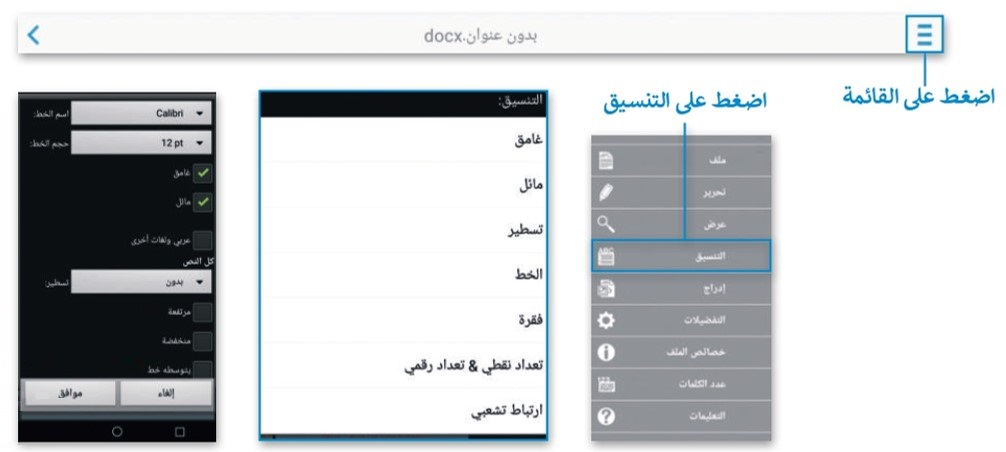 بدون عنوان.docx
اضغط على القائمة
اضغط على التنسيق
ملف
تحرير
عرض
التنسيق
إدراج
التفضيلات
خصائص الملف
عدد الكلمات
التعليمات
التنسيق:
غامق
مائل
تسطير
الخط
فقرة
تعداد نقطي & تعداد رقمي
ارتباط تشعبي
اسم الخط: Calibri
حجم الخط: 12 pt
غامق
مائل
عربي ولغات أخرى
كل النص
تسطير: بدون
مرتفعة
منخفضة
يتوسطه خط
إلغاء موافق